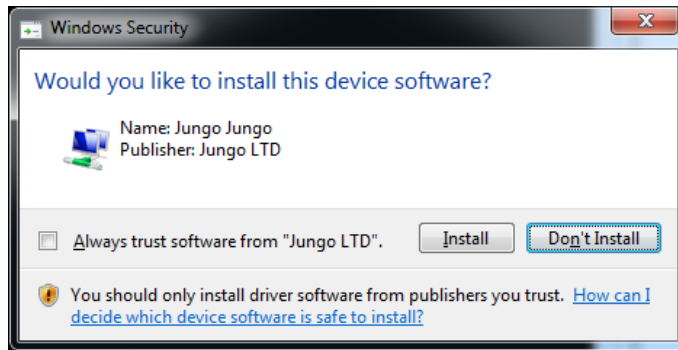 Windows Security
Would you like to install this device software?
Name: Jungo Jungo
Publisher: Jungo LTD
Always trust software from "Jungo LTD".
Install
Don't Install
You should only install driver software from publishers you trust. How can I
decide which device software is safe to install?